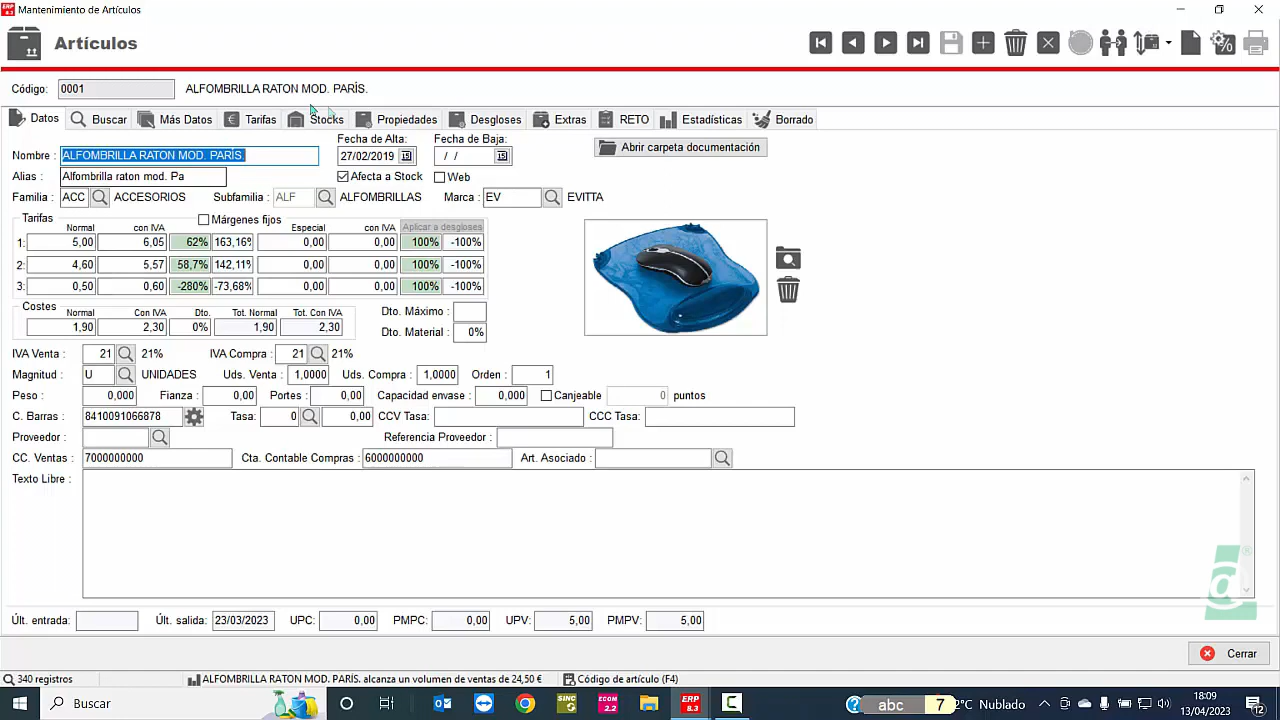 ERP 8.3 Mantenimiento de Artículos
Artículos
Código: 0001 ALFOMBRILLA RATON MOD. PARÍS.
Datos Buscar Más Datos Tarifas Stocks Propiedades Desgloses Extras RETO Estadísticas Borrado
Fecha de Alta: Fecha de Baja:
Nombre : ALFOMBRILLA RATON MOD. PARÍS. 27/02/2019 / / Abrir carpeta documentación
Alias : Alfombrilla raton mod. Pa Afecta a Stock Web
Familia : ACC ACCESORIOS Subfamilia : ALF ALFOMBRILLAS Marca : EV EVITTA
Tarifas Márgenes fijos
Normal con IVA Especial con IVA Aplicar a desgloses
1: 5,00 6,05 62% 163,16% 0,00 0,00 100% -100%
2: 4,60 5,57 58,7% 142,11% 0,00 0,00 100% -100%
3: 0,50 0,60 -280% -73,68% 0,00 0,00 100% -100%
Costes
Normal Con IVA Dto. Tot. Normal Tot. Con IVA Dto. Máximo :
1,90 2,30 0% 1,90 2,30 Dto. Material : 0%
IVA Venta : 21 21% IVA Compra : 21 21%
Magnitud : U UNIDADES Uds. Venta : 1,0000 Uds. Compra : 1,0000 Orden : 1
Peso : 0,000 Fianza : 0,00 Portes : 0,00 Capacidad envase : 0,000 Canjeable 0 puntos
C. Barras : 8410091066878 Tasa: 0 0,00 CCV Tasa: CCC Tasa:
Proveedor : Referencia Proveedor :
CC. Ventas : 7000000000 Cta. Contable Compras : 6000000000 Art. Asociado :
Texto Libre :
Últ. entrada: Últ. salida: 23/03/2023 UPC: 0,00 PMPC: 0,00 UPV: 5,00 PMPV: 5,00
Cerrar
340 registros ALFOMBRILLA RATON MOD. PARÍS. alcanza un volumen de ventas de 24,50 € Código de artículo (F4)
Buscar SINC ECOM 2.2 ERP 8.3 abc 7 ºC Nublado 18:09
13/04/2023